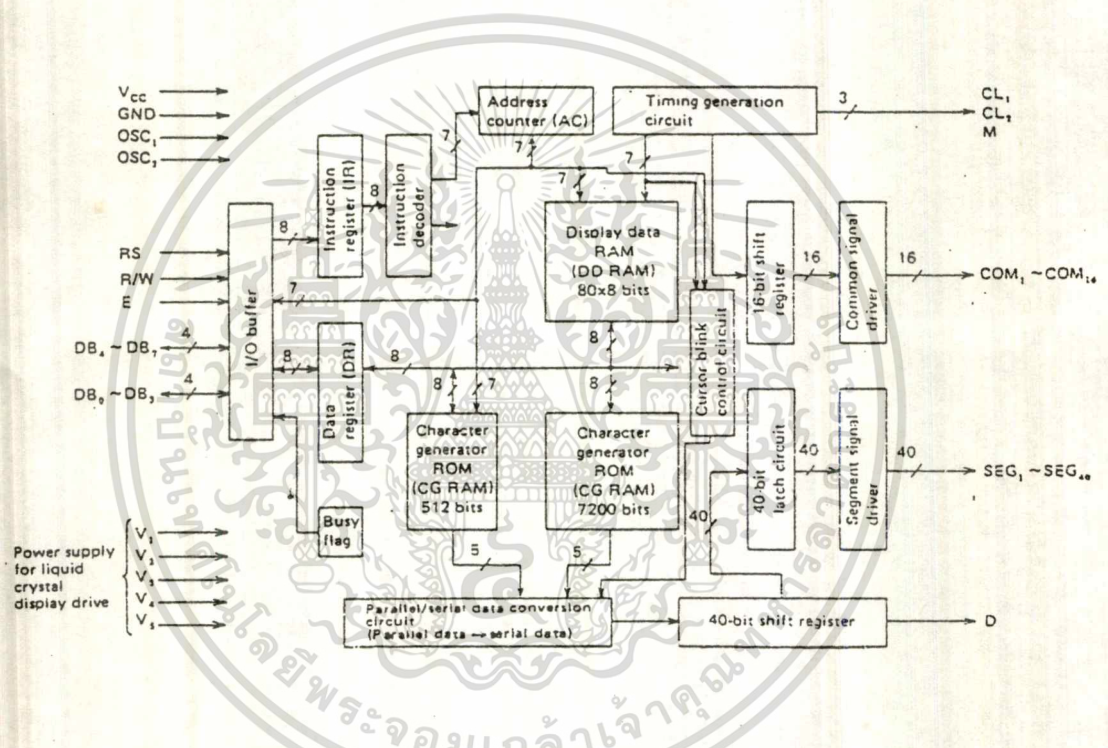 V_CC
GND
OSC₁
OSC₂
RS
R/W
E
DB₄ ~ DB₇
4
DB₀ ~ DB₃
4
Power supply
for liquid
crystal
display drive
V₁
V₂
V₃
V₄
V₅
I/O buffer
8
7
8
Instruction
register (IR)
8
Instruction
decoder
7
Address
counter (AC)
7
Timing generation
circuit
3
CL₁
CL₂
M
7
7
Display data
RAM
(DD RAM)
80x8 bits
16-bit shift
register
16
Common signal
driver
16
COM₁ ~ COM₁₆
Data
register (DR)
8
8
8
7
8
Cursor-blink
control circuit
Character
generator
ROM
(CG RAM)
512 bits
Character
generator
ROM
(CG RAM)
7200 bits
40-bit
latch circuit
40
Segment signal
driver
40
SEG₁ ~ SEG₄₀
Busy
flag
5
5
40
Parallel/serial data conversion
circuit
(Parallel data → serial data)
40-bit shift register
D